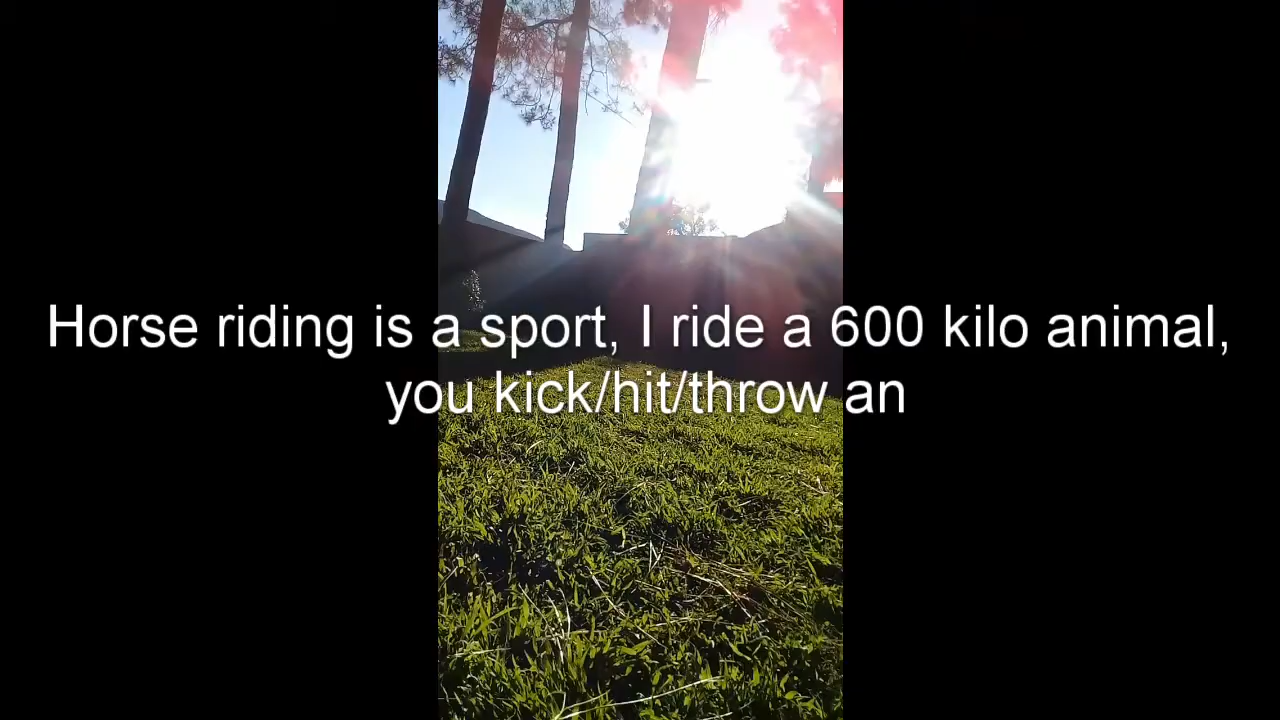 Horse riding is a sport, I ride a 600 kilo animal,
you kick/hit/throw an